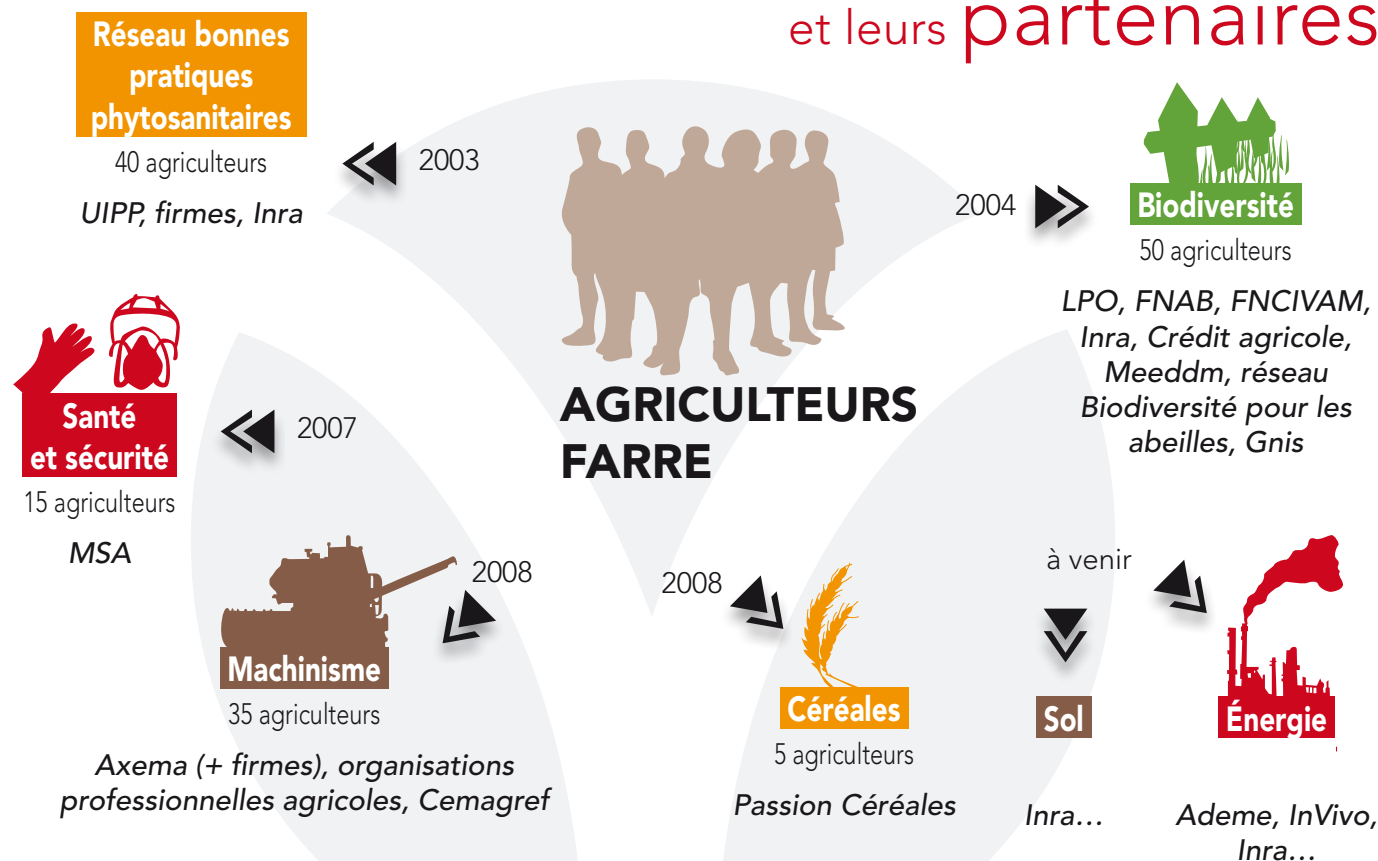 et leurs partenaires
Réseau bonnes
pratiques
phytosanitaires
40 agriculteurs
UIPP, firmes, Inra
2003
2004
Biodiversité
50 agriculteurs
LPO, FNAB, FNCIVAM,
Inra, Crédit agricole,
Meeddm, réseau
Biodiversité pour les
abeilles, Gnis
AGRICULTEURS
FARRE
Santé
et sécurité
15 agriculteurs
MSA
2007
2008
Machinisme
35 agriculteurs
Axema (+ firmes), organisations
professionnelles agricoles, Cemagref
2008
Céréales
5 agriculteurs
Passion Céréales
à venir
Sol
Inra...
Énergie
Ademe, InVivo,
Inra...